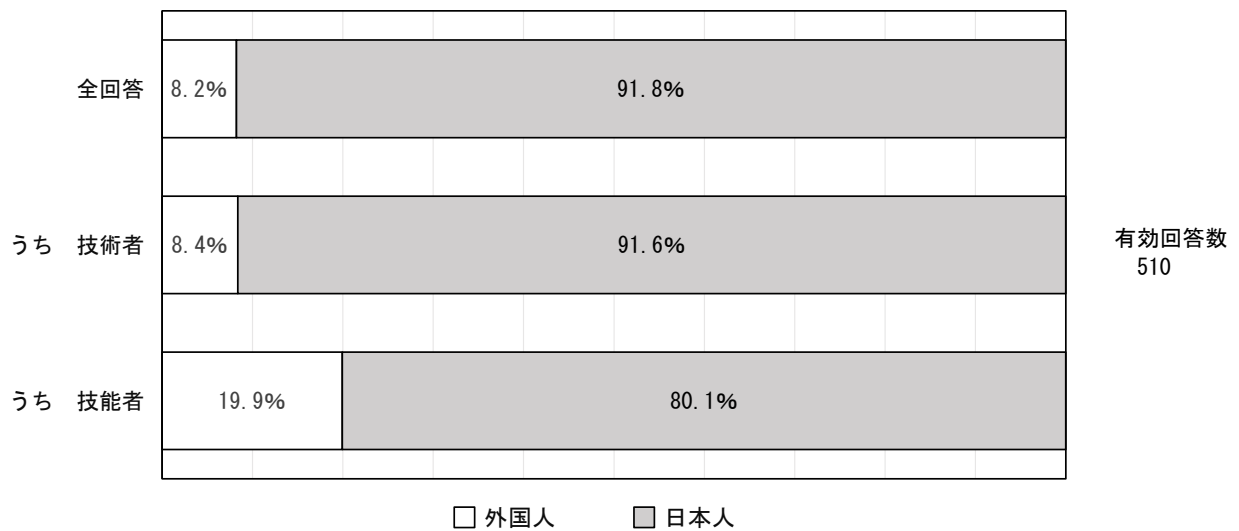 全回答
8.2%
91.8%
うち　技術者
8.4%
91.6%
有効回答数
510
うち　技能者
19.9%
80.1%
外国人
日本人